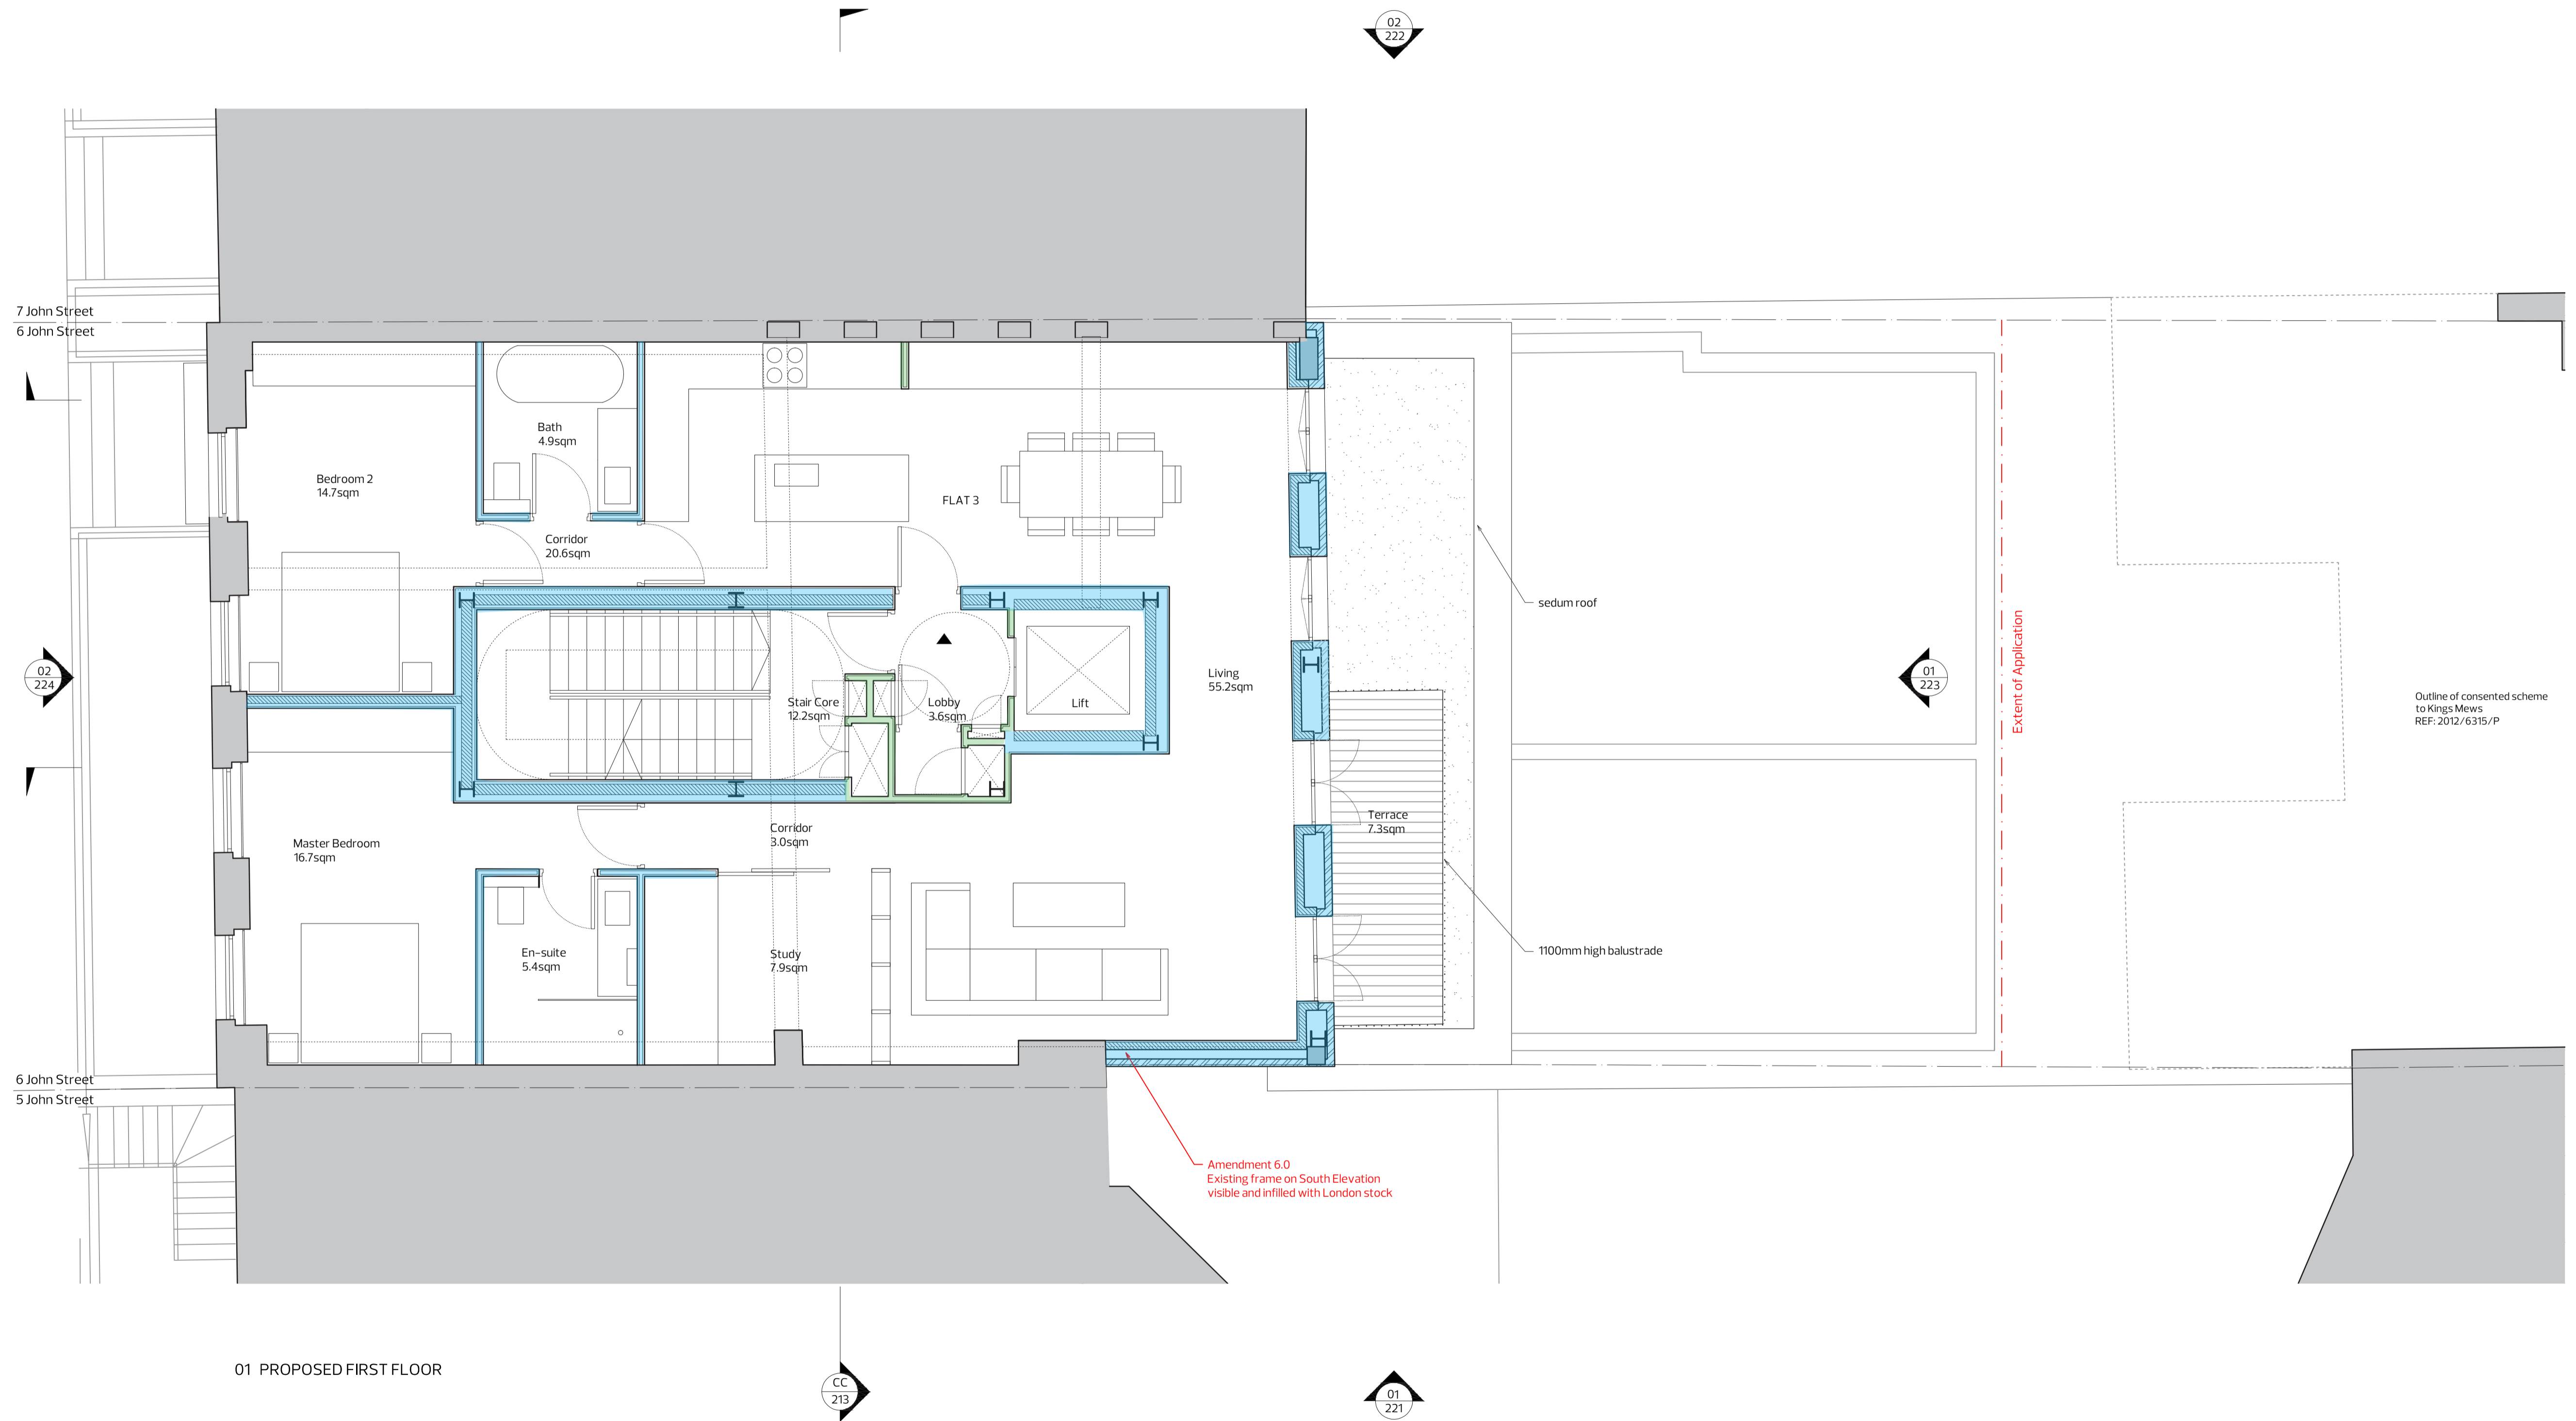 02
222
7 John Street
6 John Street
Bath
4.9sqm
Bedroom 2
14.7sqm
FLAT 3
Corridor
20.6sqm
sedum roof
Extent of Application
02
224
01
223
Living
55.2sqm
Stair Core
12.2sqm
Lobby
3.6sqm
Lift
Outline of consented scheme
to Kings Mews
REF: 2012/6315/P
Terrace
7.3sqm
Corridor
3.0sqm
Master Bedroom
16.7sqm
En-suite
5.4sqm
Study
7.9sqm
1100mm high balustrade
6 John Street
5 John Street
Amendment 6.0
Existing frame on South Elevation
visible and infilled with London stock
01 PROPOSED FIRST FLOOR
CC
213
01
221